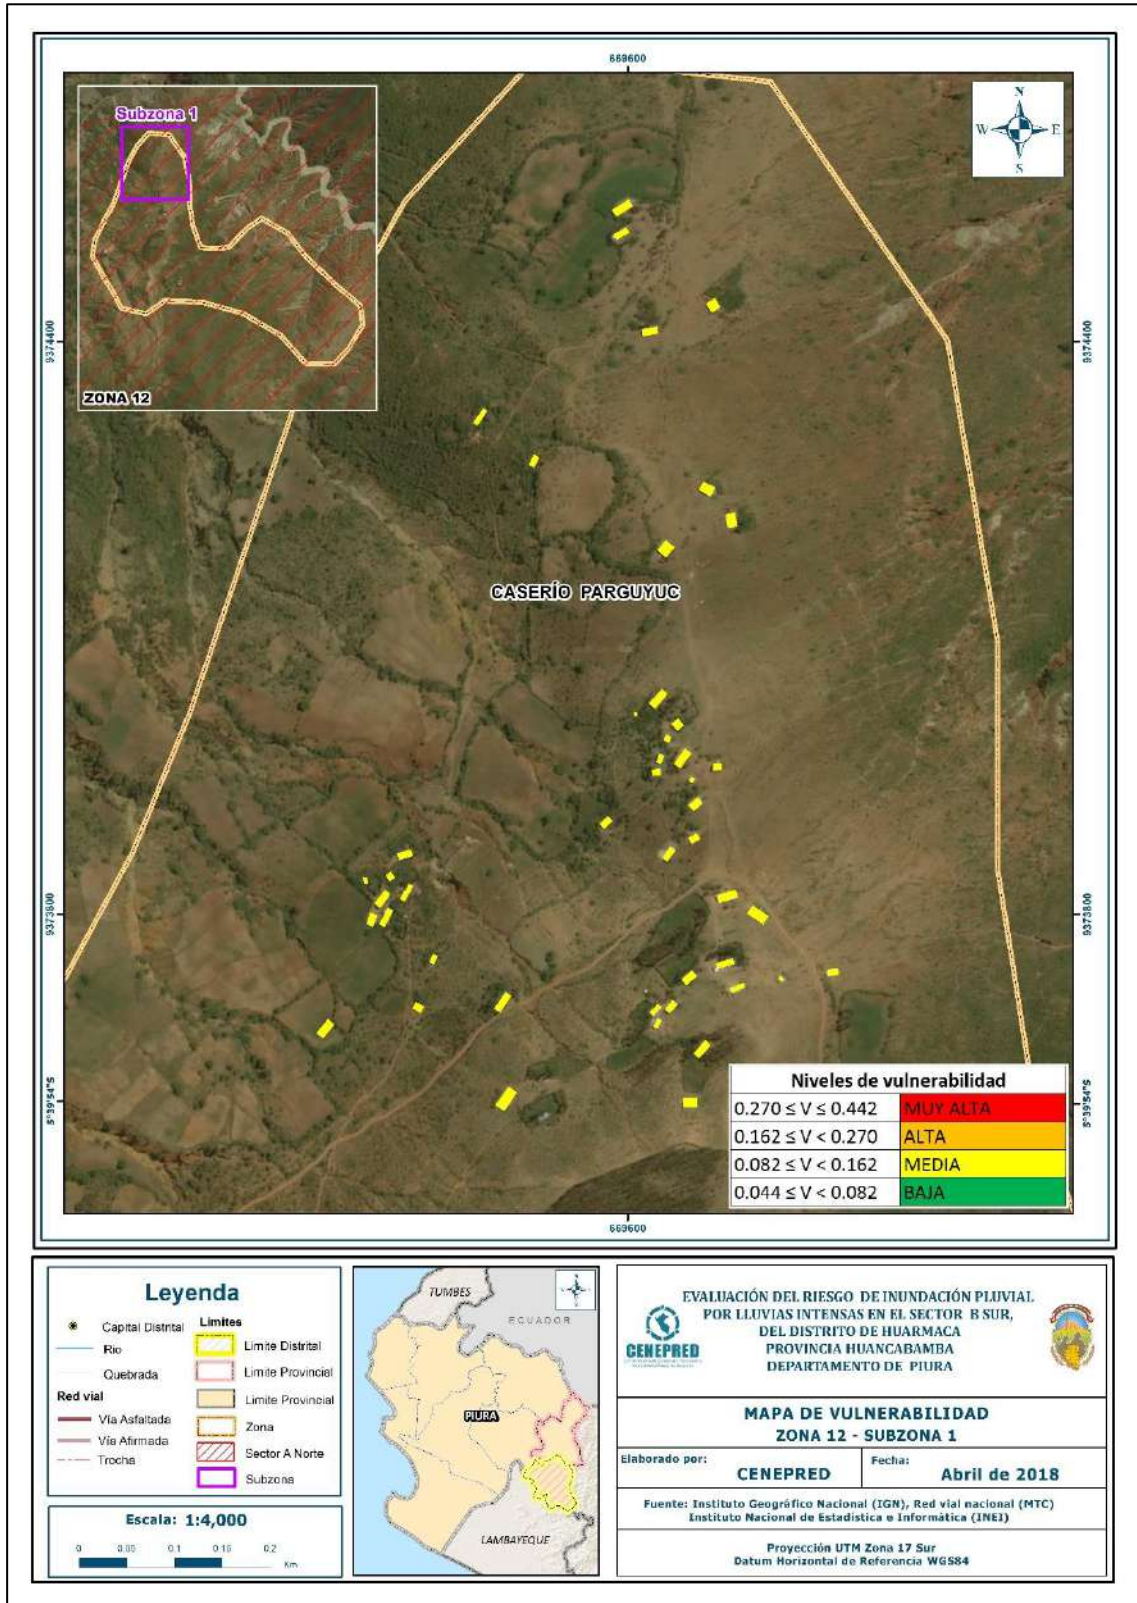 669600
Subzona 1
N
W E
S
9374400
9374400
ZONA 12
CASERÍO PARGUYUC
9373800
9373800
5°39'54"S
5°39'54"S
Niveles de vulnerabilidad
0.270 ≤ V ≤ 0.442 MUY ALTA
0.162 ≤ V < 0.270 ALTA
0.082 ≤ V < 0.162 MEDIA
0.044 ≤ V < 0.082 BAJA
669600
Leyenda
Capital Distrital
Rio
Quebrada
Red vial
Vía Asfaltada
Vía Afirmada
Trocha
Límites
Limite Distrital
Limite Provincial
Limite Provincial
Zona
Sector A Norte
Subzona
Escala: 1:4,000
0 0.05 0.1 0.15 0.2
Km
TUMBES
ECUADOR
PIURA
LAMBAYEQUE
CENEPRED
EVALUACIÓN DEL RIESGO DE INUNDACIÓN PLUVIAL
POR LLUVIAS INTENSAS EN EL SECTOR B SUR,
DEL DISTRITO DE HUARMACA
PROVINCIA HUANCABAMBA
DEPARTAMENTO DE PIURA
MAPA DE VULNERABILIDAD
ZONA 12 - SUBZONA 1
Elaborado por:
CENEPRED
Fecha:
Abril de 2018
Fuente: Instituto Geográfico Nacional (IGN), Red vial nacional (MTC)
Instituto Nacional de Estadística e Informática (INEI)
Proyección UTM Zona 17 Sur
Datum Horizontal de Referencia WGS84